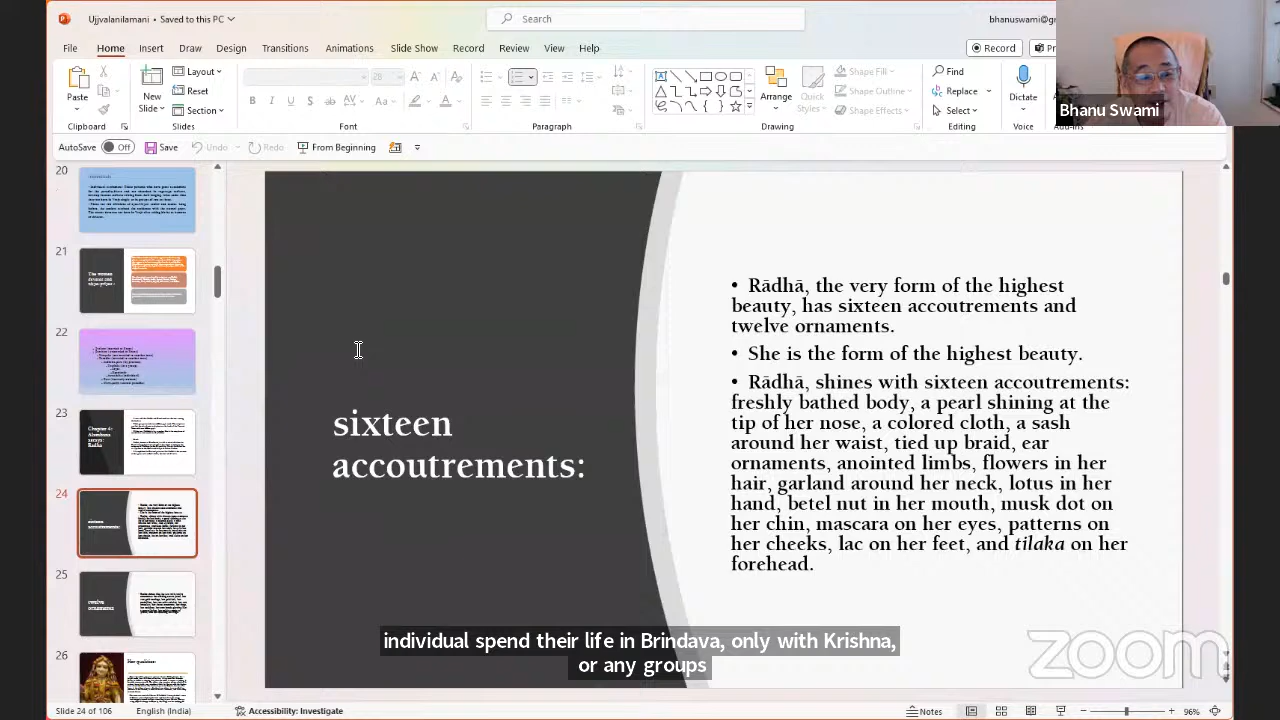 Ujjvalanilamani • Saved to this PC
Search
bhanuswami@gr
File Home Insert Draw Design Transitions Animations Slide Show Record Review View Help
Record
Paste
New Slide
Layout
Reset
Section
28
Arrange
Quick Styles
Shape Fill
Shape Outline
Shape Effects
Find
Replace
Select
Dictate
Bhanu Swami
Clipboard Slides Font Paragraph Drawing Editing Voice
AutoSave Off Save Undo Redo From Beginning
20
21
22
23
24
25
26
sixteen
accoutrements:
• Rādhā, the very form of the highest
beauty, has sixteen accoutrements and
twelve ornaments.
• She is the form of the highest beauty.
• Rādhā, shines with sixteen accoutrements:
freshly bathed body, a pearl shining at the
tip of her nose, a colored cloth, a sash
around her waist, tied up braid, ear
ornaments, anointed limbs, flowers in her
hair, garland around her neck, lotus in her
hand, betel nut in her mouth, musk dot on
her chin, mascara on her eyes, patterns on
her cheeks, lac on her feet, and tilaka on her
forehead.
individual spend their life in Brindava, only with Krishna,
or any groups
zoom
Slide 24 of 106 English (India) Accessibility: Investigate Notes 96%